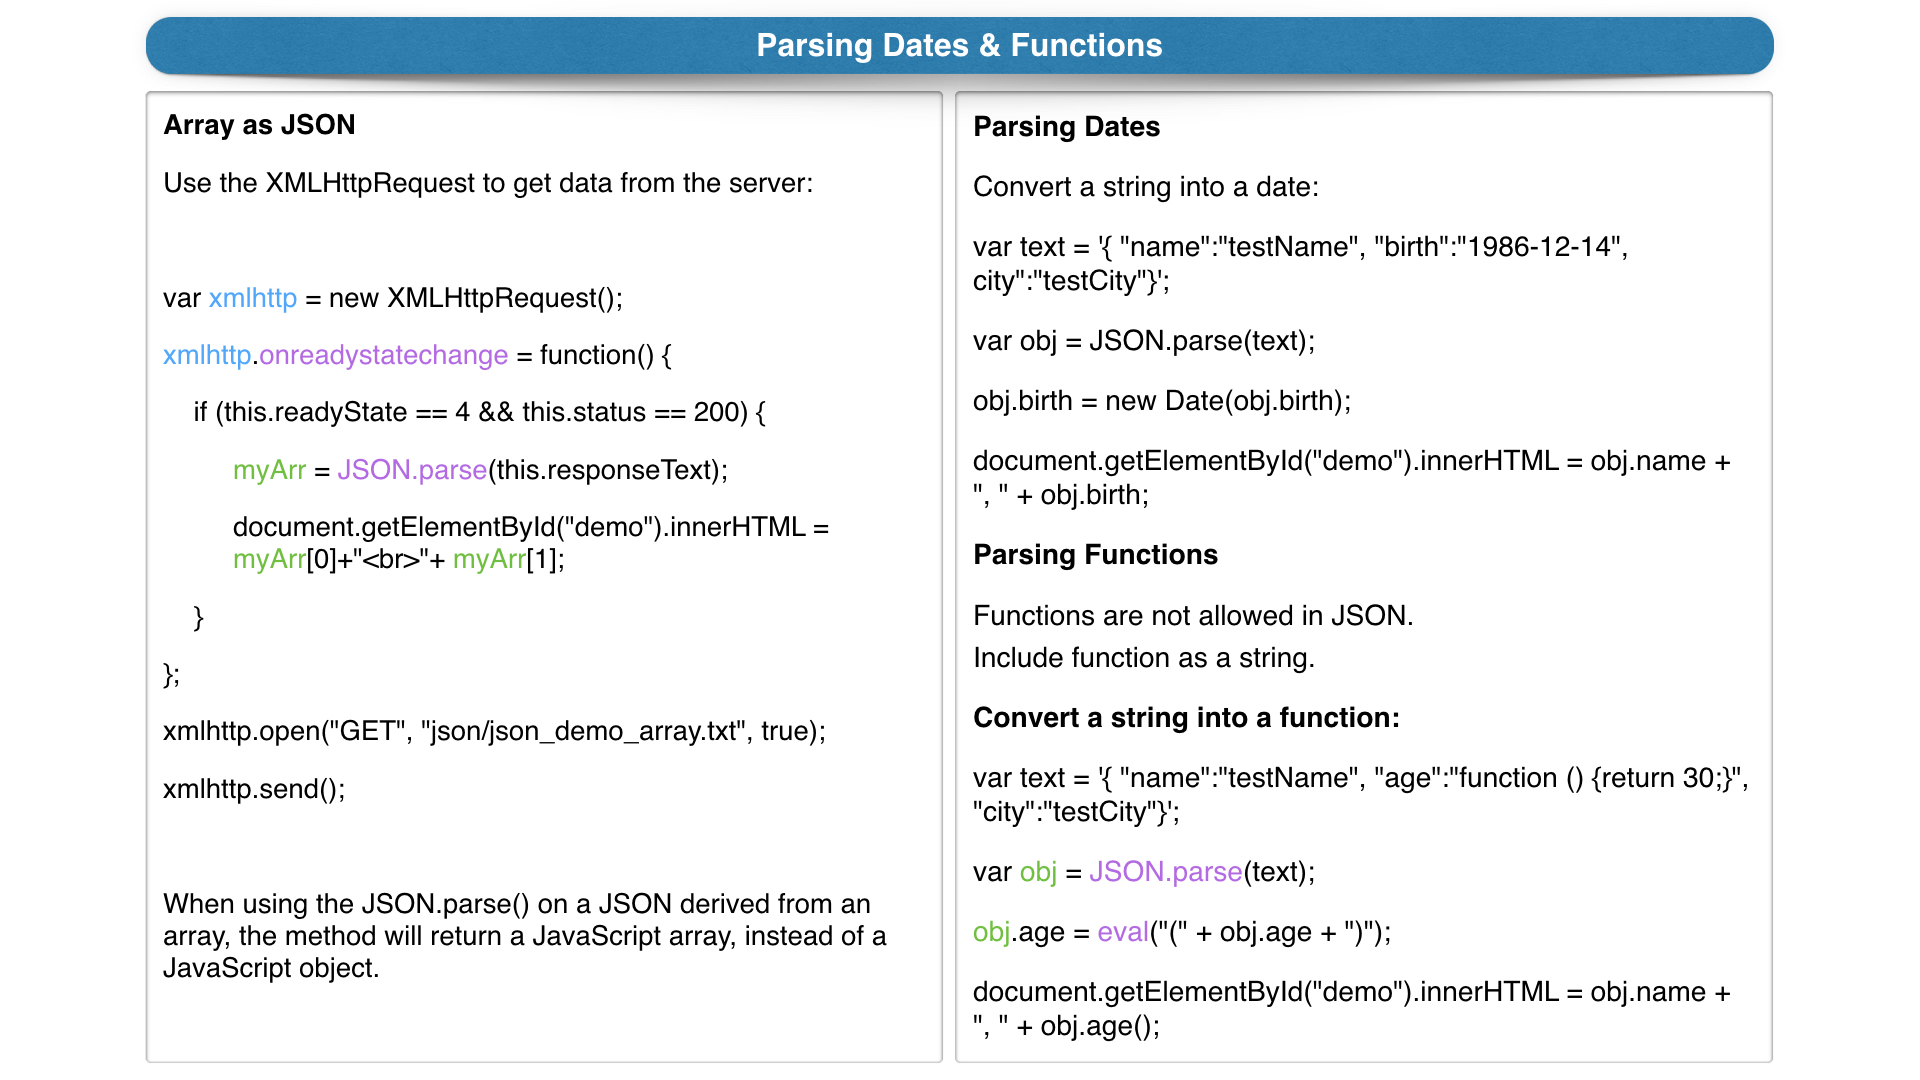 Parsing Dates & Functions
Array as JSON
Use the XMLHttpRequest to get data from the server:
var xmlhttp = new XMLHttpRequest();
xmlhttp.onreadystatechange = function() {
if (this.readyState == 4 && this.status == 200) {
myArr = JSON.parse(this.responseText);
document.getElementById("demo").innerHTML =
myArr[0]+"<br>"+ myArr[1];
}
};
xmlhttp.open("GET", "json/json_demo_array.txt", true);
xmlhttp.send();
When using the JSON.parse() on a JSON derived from an
array, the method will return a JavaScript array, instead of a
JavaScript object.
Parsing Dates
Convert a string into a date:
var text = '{ "name":"testName", "birth":"1986-12-14",
city":"testCity"}';
var obj = JSON.parse(text);
obj.birth = new Date(obj.birth);
document.getElementById("demo").innerHTML = obj.name +
", " + obj.birth;
Parsing Functions
Functions are not allowed in JSON.
Include function as a string.
Convert a string into a function:
var text = '{ "name":"testName", "age":"function () {return 30;}",
"city":"testCity"}';
var obj = JSON.parse(text);
obj.age = eval("(" + obj.age + ")");
document.getElementById("demo").innerHTML = obj.name +
", " + obj.age();